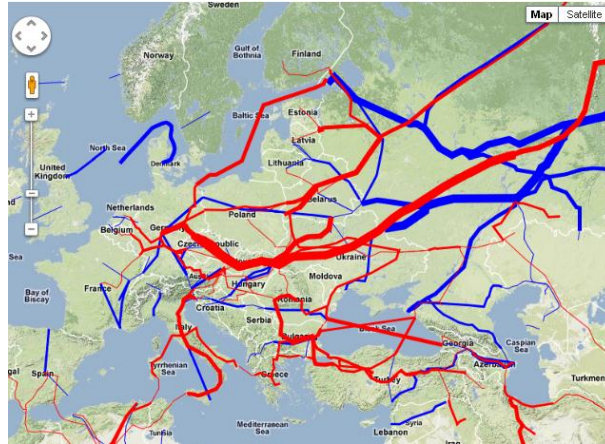 Sweden
Map Satellite
Norway
Gulf of
Bothnia
Finland
Estonia
Baltic Sea
Latvia
North Sea
Denmark
Lithuania
United
Kingdom
Belarus
Netherlands
Poland
Belgium
Germany
Czech Republic
Ukraine
Sea
Moldova
Hungary
Bay of
Biscay
France
Croatia
Romania
Serbia
Italy
Black Sea
Bulgaria
Georgia
Caspian
Sea
Spain
Tyrrhenian
Sea
Greece
Turkey
Turkmen
Mediterranean
Sea
Syria
Tunisia
Lebanon